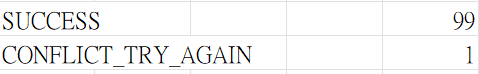 SUCCESS 99
CONFLICT_TRY_AGAIN 1